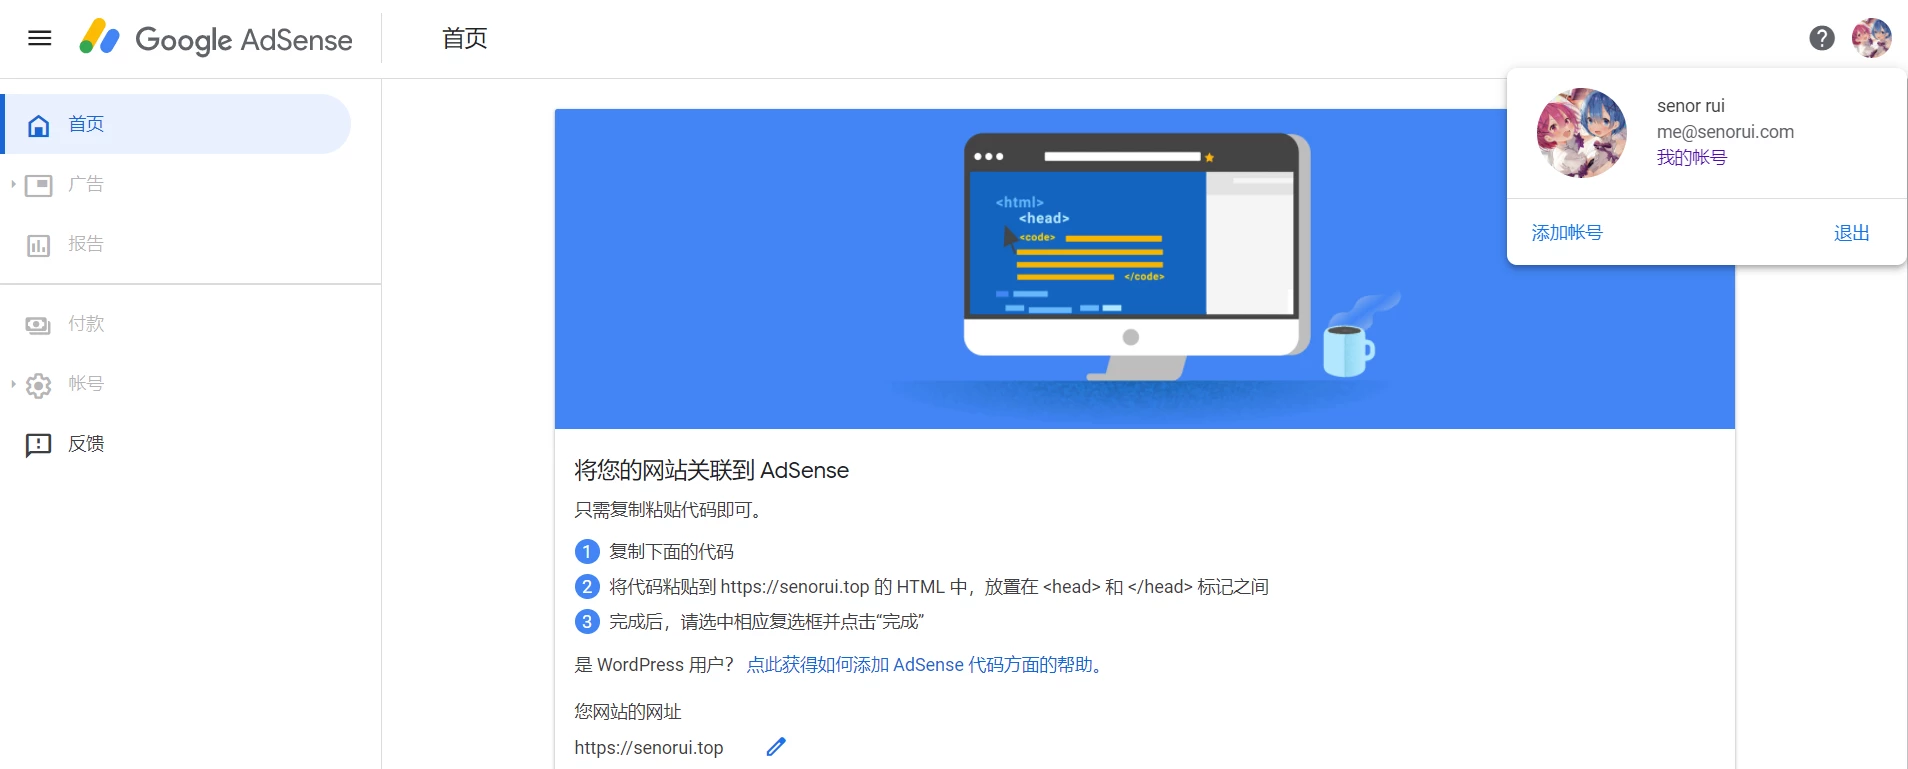 Google AdSense
首页
senor rui
me@senorui.com
我的帐号
添加帐号
退出
首页
广告
报告
付款
帐号
反馈
<html>
<head>
<code>
</code>
将您的网站关联到 AdSense
只需复制粘贴代码即可。
1 复制下面的代码
2 将代码粘贴到 https://senorui.top 的 HTML 中，放置在 <head> 和 </head> 标记之间
3 完成后，请选中相应复选框并点击“完成”
是 WordPress 用户？ 点此获得如何添加 AdSense 代码方面的帮助。
您网站的网址
https://senorui.top